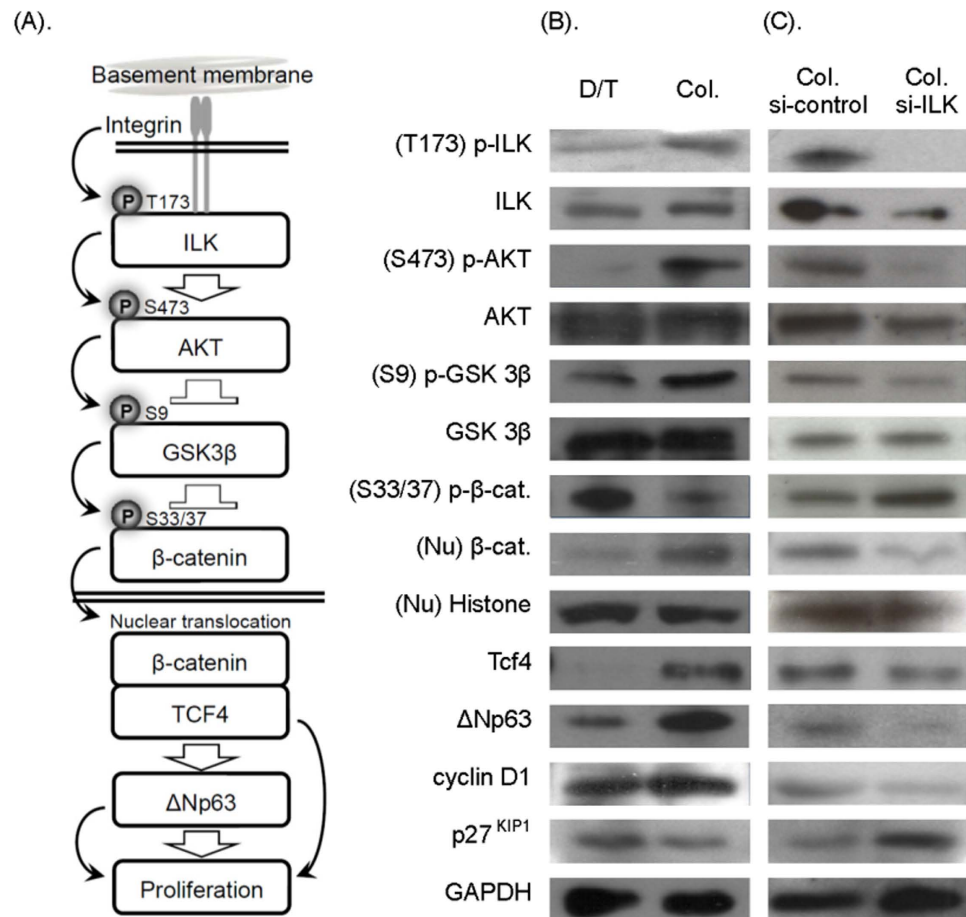 (A).
Basement membrane
Integrin
P T173
ILK
P S473
AKT
P S9
GSK3β
P S33/37
β-catenin
Nuclear translocation
β-catenin
TCF4
ΔNp63
Proliferation
(B).
D/T Col.
(T173) p-ILK
ILK
(S473) p-AKT
AKT
(S9) p-GSK 3β
GSK 3β
(S33/37) p-β-cat.
(Nu) β-cat.
(Nu) Histone
Tcf4
ΔNp63
cyclin D1
p27 KIP1
GAPDH
(C).
Col. Col.
si-control si-ILK